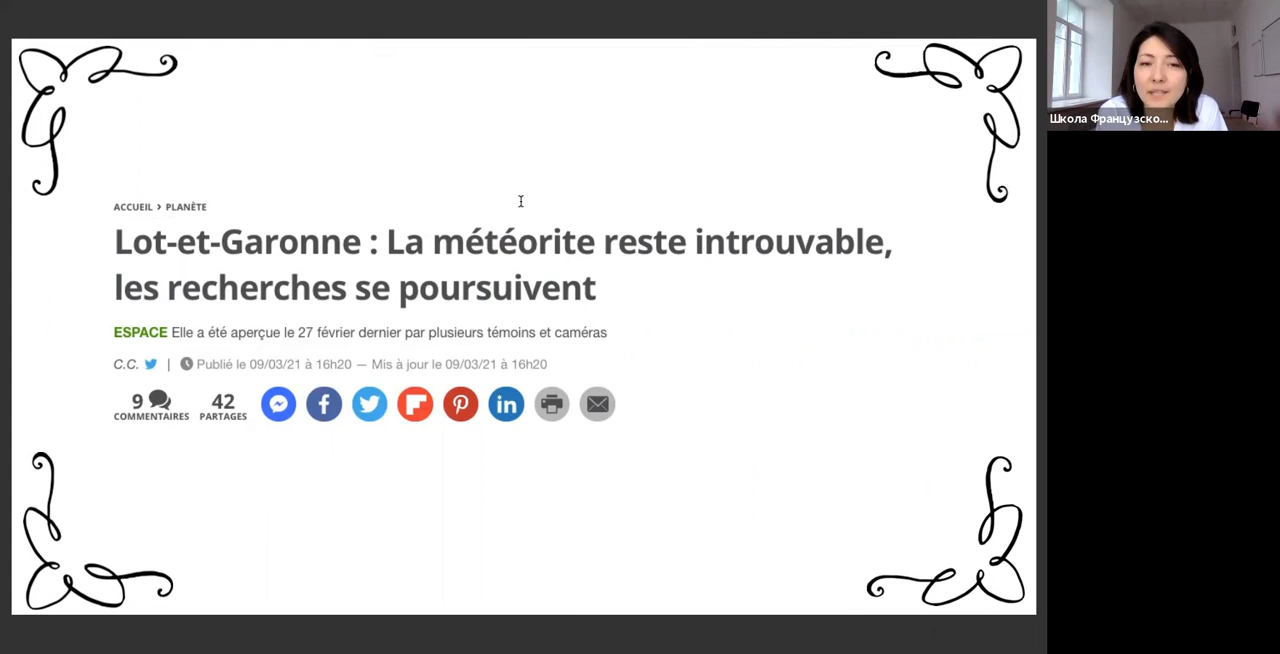 ACCUEIL › PLANÈTE
Lot-et-Garonne : La météorite reste introuvable,
les recherches se poursuivent
ESPACE Elle a été aperçue le 27 février dernier par plusieurs témoins et caméras
C.C. | Publié le 09/03/21 à 16h20 — Mis à jour le 09/03/21 à 16h20
9 42
COMMENTAIRES PARTAGES
Школа Французско...